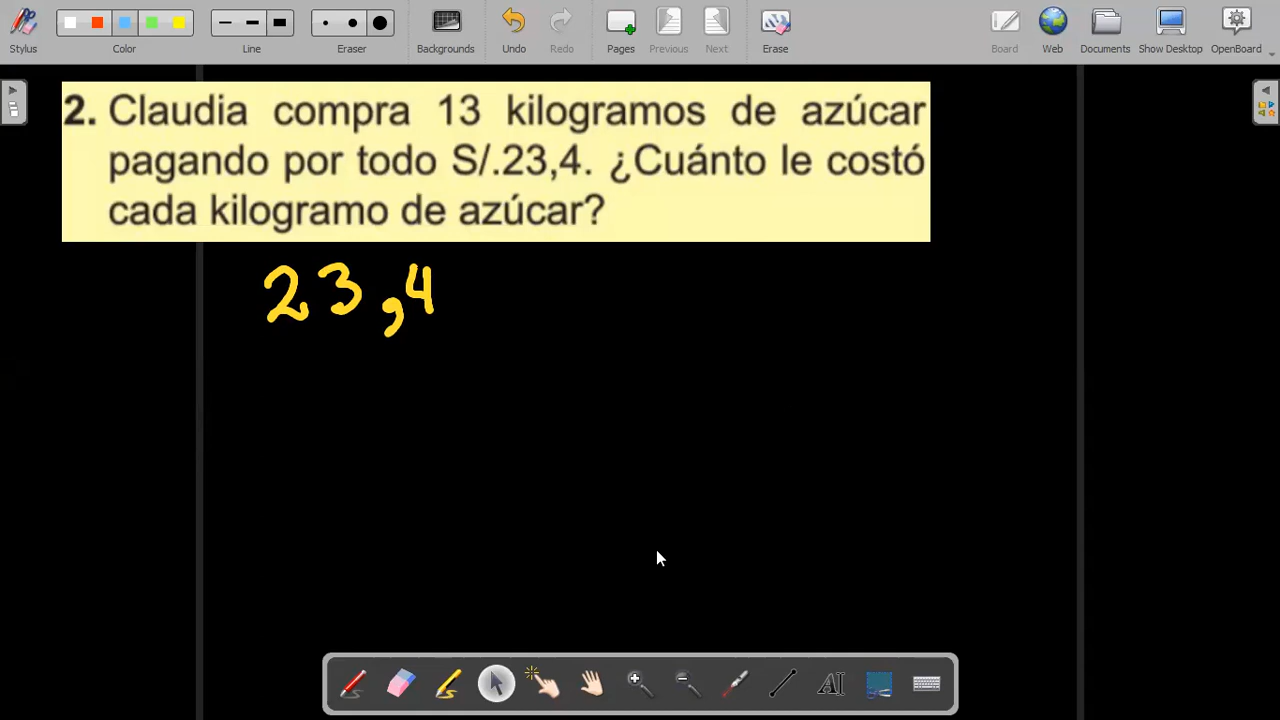 Stylus
Color
Line
Eraser
Backgrounds
Undo
Redo
Pages
Previous
Next
Erase
Board
Web
Documents
Show Desktop
OpenBoard
2. Claudia compra 13 kilogramos de azúcar
pagando por todo S/.23,4. ¿Cuánto le costó
cada kilogramo de azúcar?
23,4
AI